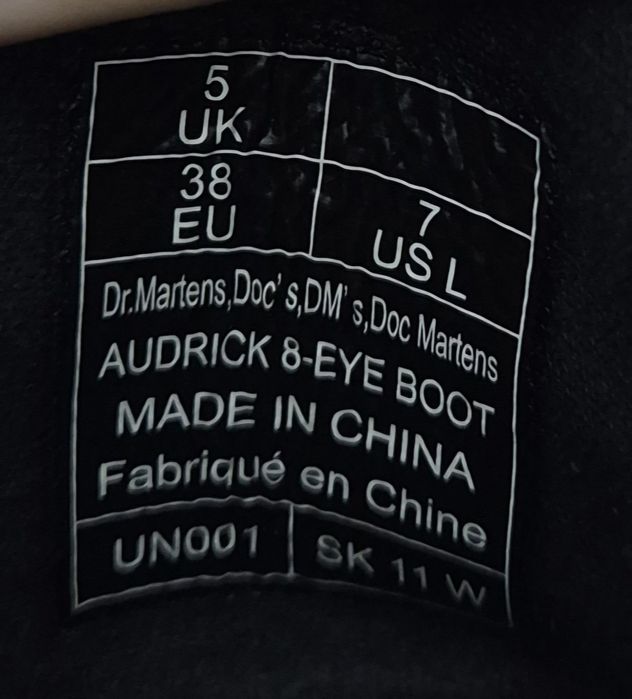 5
UK
38
EU
7
US L
Dr.Martens,Doc's,DM's,Doc Martens
AUDRICK 8-EYE BOOT
MADE IN CHINA
Fabriqué en Chine
UN001
SK 11 W